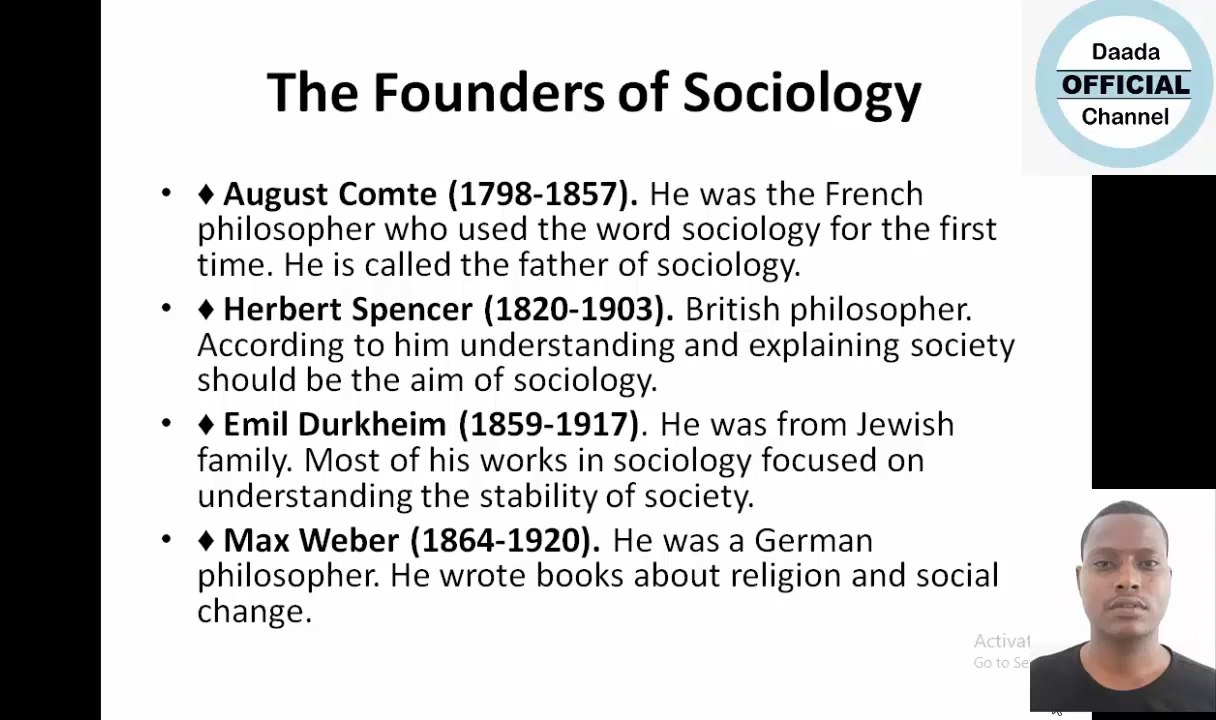 The Founders of Sociology
Daada
OFFICIAL
Channel
• ♦ August Comte (1798-1857). He was the French
philosopher who used the word sociology for the first
time. He is called the father of sociology.
• ♦ Herbert Spencer (1820-1903). British philosopher.
According to him understanding and explaining society
should be the aim of sociology.
• ♦ Emil Durkheim (1859-1917). He was from Jewish
family. Most of his works in sociology focused on
understanding the stability of society.
• ♦ Max Weber (1864-1920). He was a German
philosopher. He wrote books about religion and social
change.
Go to